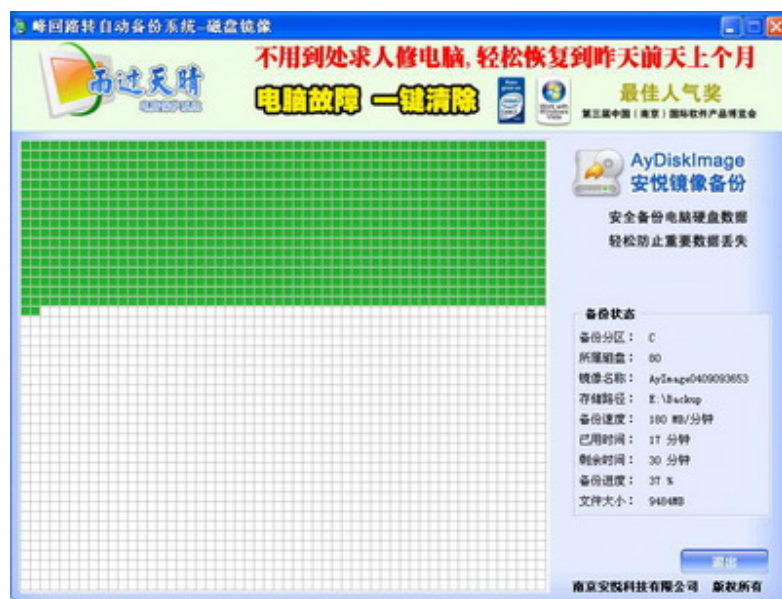 峰回路转自动备份系统-磁盘镜像
不用到处求人修电脑,轻松恢复到昨天前天上个月
雨过天晴
电脑故障 一键清除
最佳人气奖
第三届中国(南京)国际软件产品博览会
AyDiskImage
安悦镜像备份
安全备份电脑硬盘数据
轻松防止重要数据丢失
备份状态
备份分区: C
所属磁盘: 80
镜像名称: AyImage0409093653
存储路径: E:\Backup
备份速度: 180 MB/分钟
已用时间: 17 分钟
剩余时间: 30 分钟
备份进度: 37 %
文件大小: 9484MB
退出
南京安悦科技有限公司 版权所有